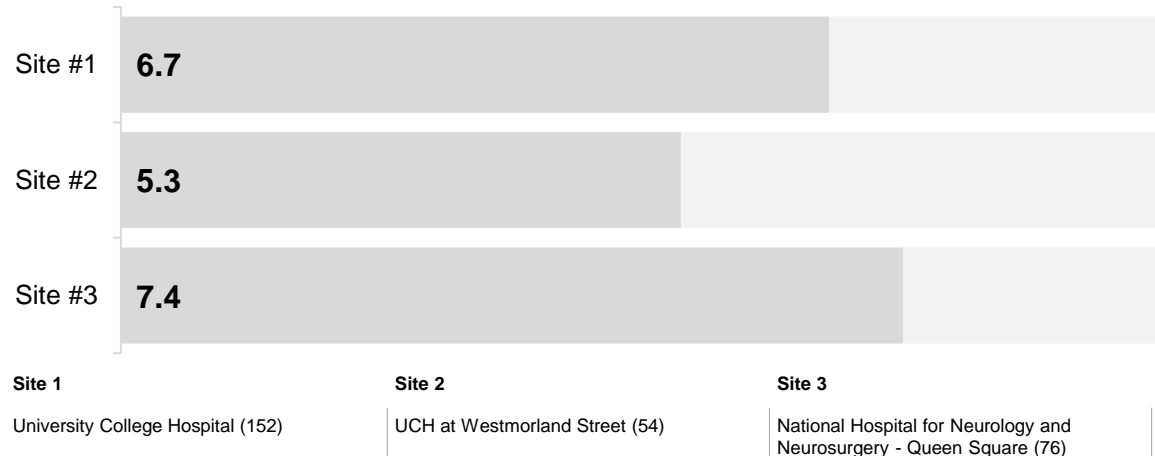 Site #1
6.7
Site #2
5.3
Site #3
7.4
Site 1
Site 2
Site 3
University College Hospital (152)
UCH at Westmorland Street (54)
National Hospital for Neurology and
Neurosurgery - Queen Square (76)